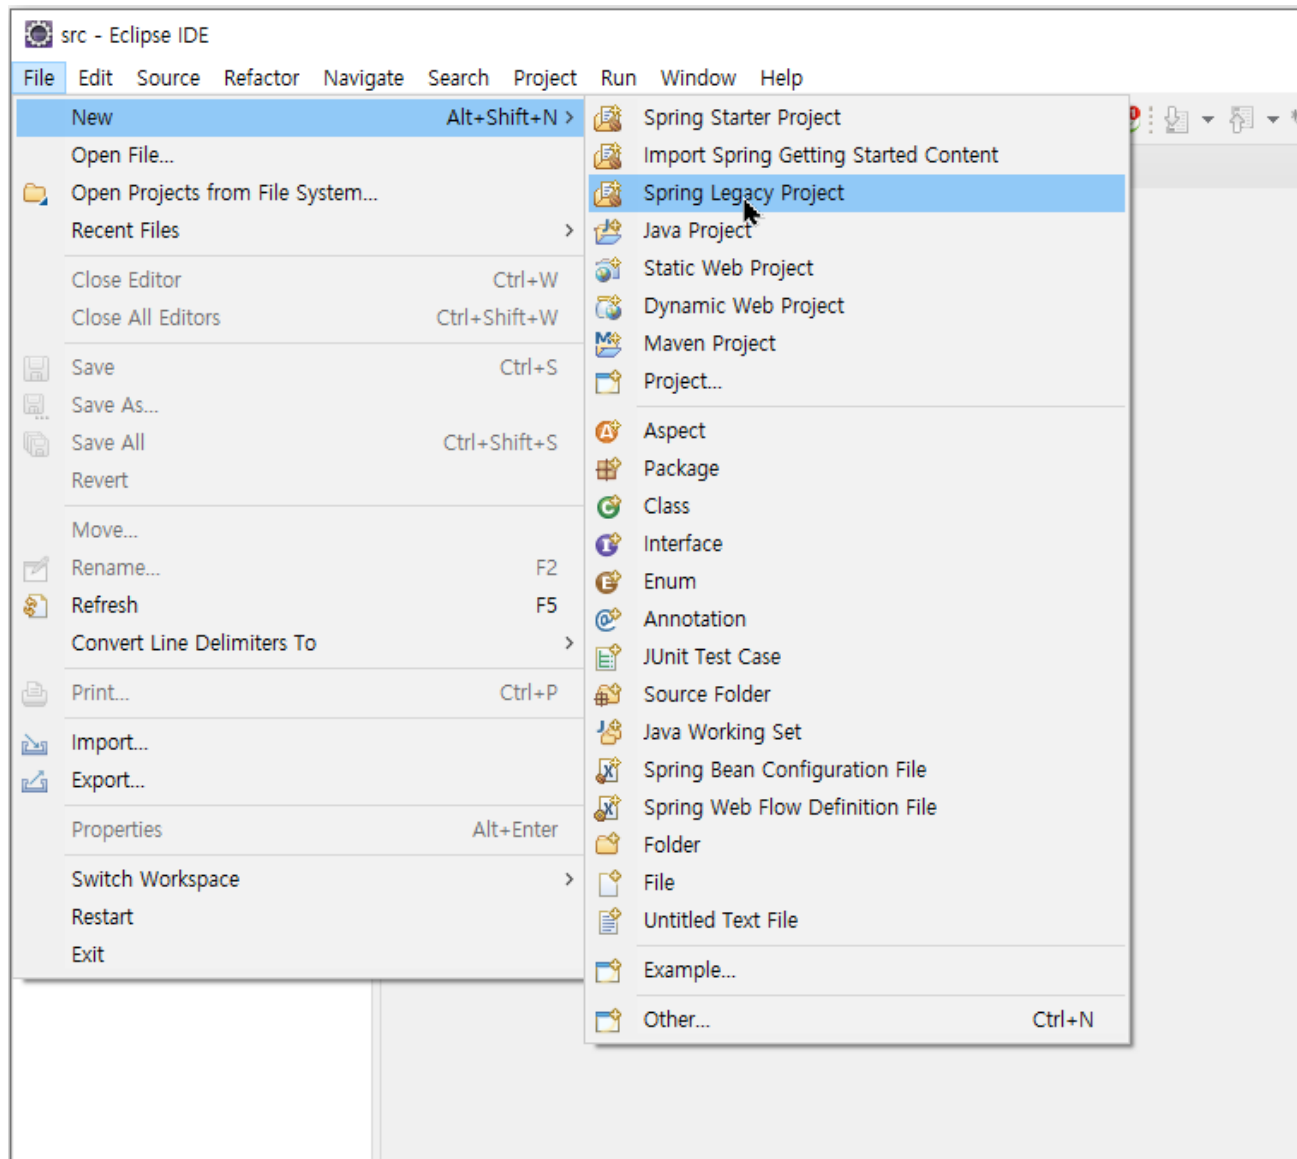 src - Eclipse IDE
File Edit Source Refactor Navigate Search Project Run Window Help
New Alt+Shift+N >
Open File...
Open Projects from File System...
Recent Files >
Close Editor Ctrl+W
Close All Editors Ctrl+Shift+W
Save Ctrl+S
Save As...
Save All Ctrl+Shift+S
Revert
Move...
Rename... F2
Refresh F5
Convert Line Delimiters To >
Print... Ctrl+P
Import...
Export...
Properties Alt+Enter
Switch Workspace >
Restart
Exit
Spring Starter Project
Import Spring Getting Started Content
Spring Legacy Project
Java Project
Static Web Project
Dynamic Web Project
Maven Project
Project...
Aspect
Package
Class
Interface
Enum
Annotation
JUnit Test Case
Source Folder
Java Working Set
Spring Bean Configuration File
Spring Web Flow Definition File
Folder
File
Untitled Text File
Example...
Other... Ctrl+N